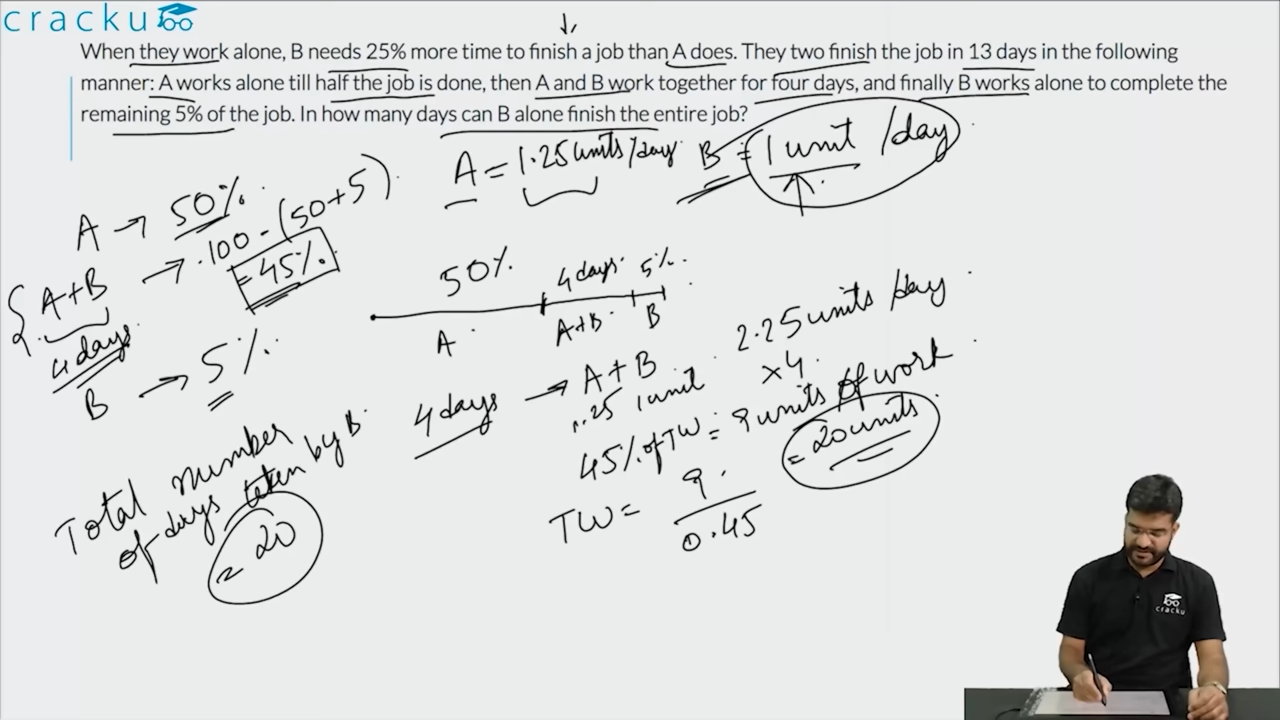 cracku
When they work alone, B needs 25% more time to finish a job than A does. They two finish the job in 13 days in the following
manner: A works alone till half the job is done, then A and B work together for four days, and finally B works alone to complete the
remaining 5% of the job. In how many days can B alone finish the entire job?
A = 1.25 units/day
B = 1 unit /day
A → 50%
A+B → 100 - (50+5)
= 45%
4 days
B → 5%
50% 4 days 5%
A A+B B
4 days → A + B
1.25 1 unit
2.25 units/day
×4
45% of TW = 9 units of work
TW = 9
0.45
= 20 units
Total number
of days taken by B
= 20
cracku